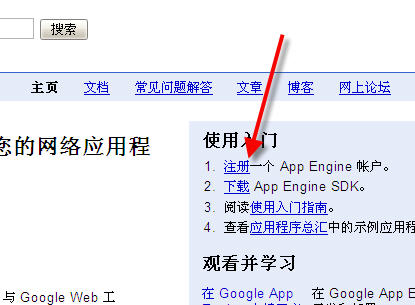 搜索
主页 文档 常见问题解答 文章 博客 网上论坛
您的网络应用程
使用入门
1. 注册一个 App Engine 帐户。
2. 下载 App Engine SDK。
3. 阅读使用入门指南。
4. 查看应用程序总汇中的示例应用程
观看并学习
与 Google Web 工
在 Google App 在 Google App E